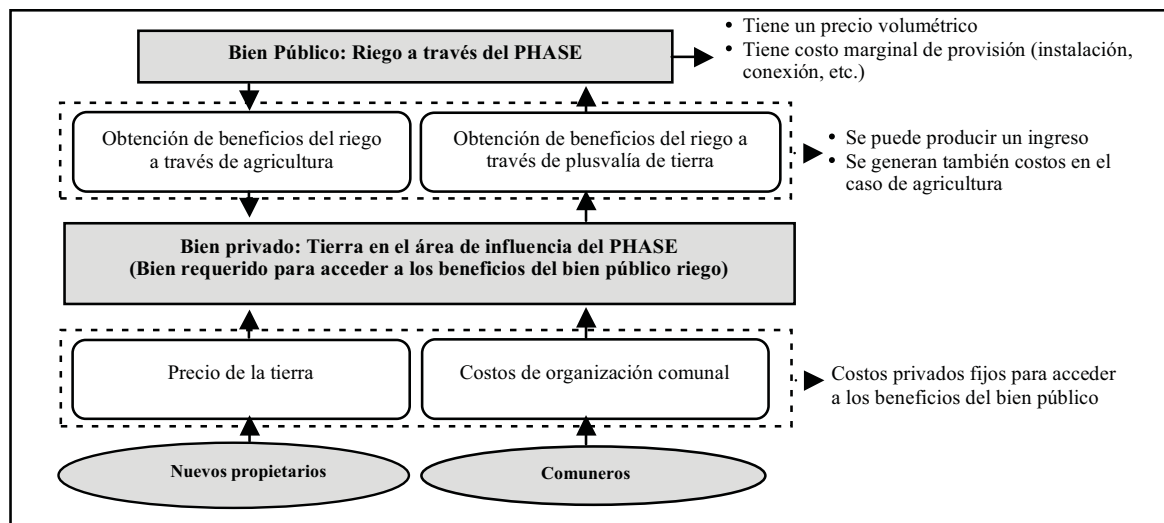 Bien Público: Riego a través del PHASE
• Tiene un precio volumétrico
• Tiene costo marginal de provisión (instalación,
conexión, etc.)
Obtención de beneficios del riego
a través de agricultura
Obtención de beneficios del riego
a través de plusvalía de tierra
• Se puede producir un ingreso
• Se generan también costos en el
caso de agricultura
Bien privado: Tierra en el área de influencia del PHASE
(Bien requerido para acceder a los beneficios del bien público riego)
Precio de la tierra
Costos de organización comunal
Costos privados fijos para acceder
a los beneficios del bien público
Nuevos propietarios
Comuneros